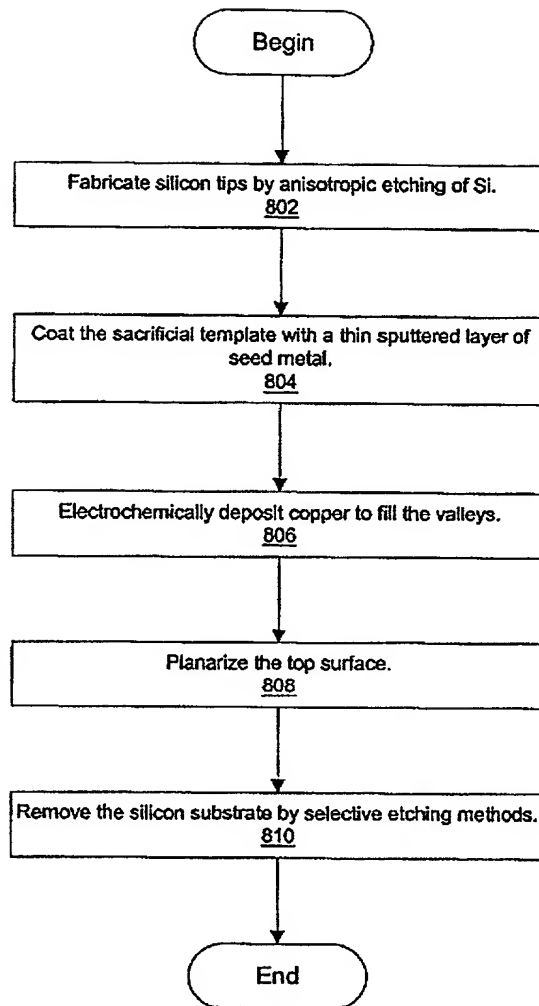 Begin
Fabricate silicon tips by anisotropic etching of Si.
802
Coat the sacrificial template with a thin sputtered layer of
seed metal.
804
Electrochemically deposit copper to fill the valleys.
806
Planarize the top surface.
808
Remove the silicon substrate by selective etching methods.
810
End